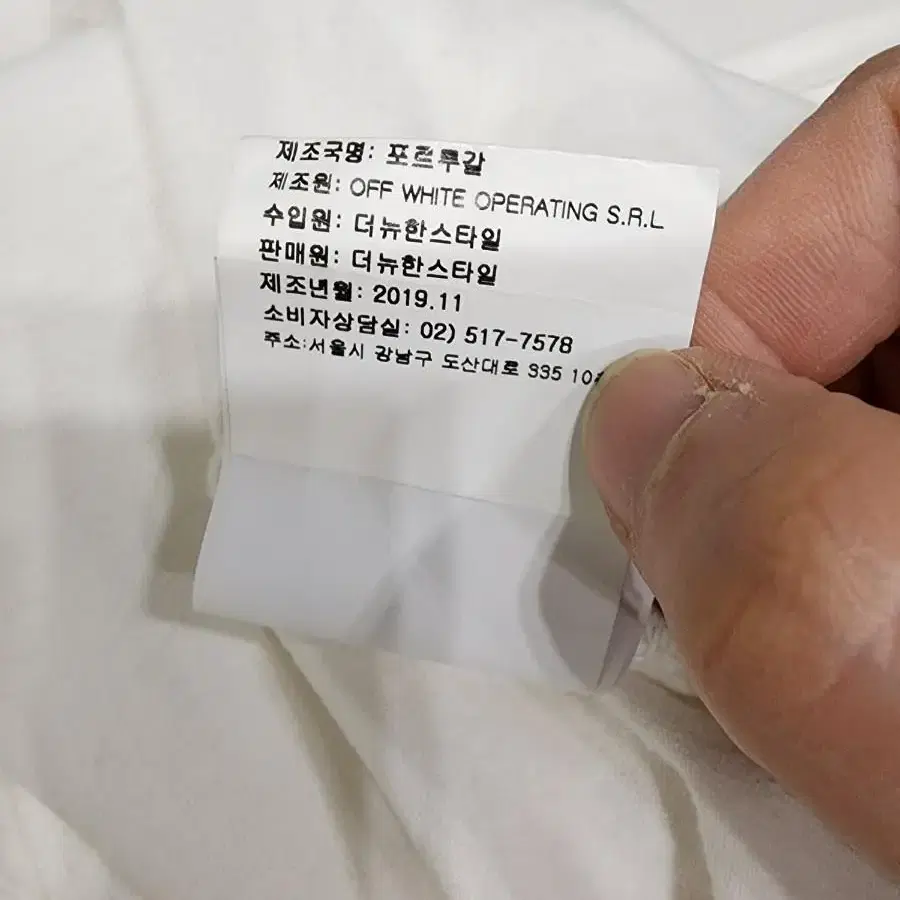 제조국명: 포르투갈
제조원: OFF WHITE OPERATING S.R.L
수입원: 더뉴한스타일
판매원: 더뉴한스타일
제조년월: 2019.11
소비자상담실: 02) 517-7578
주소:서울시 강남구 도산대로 335